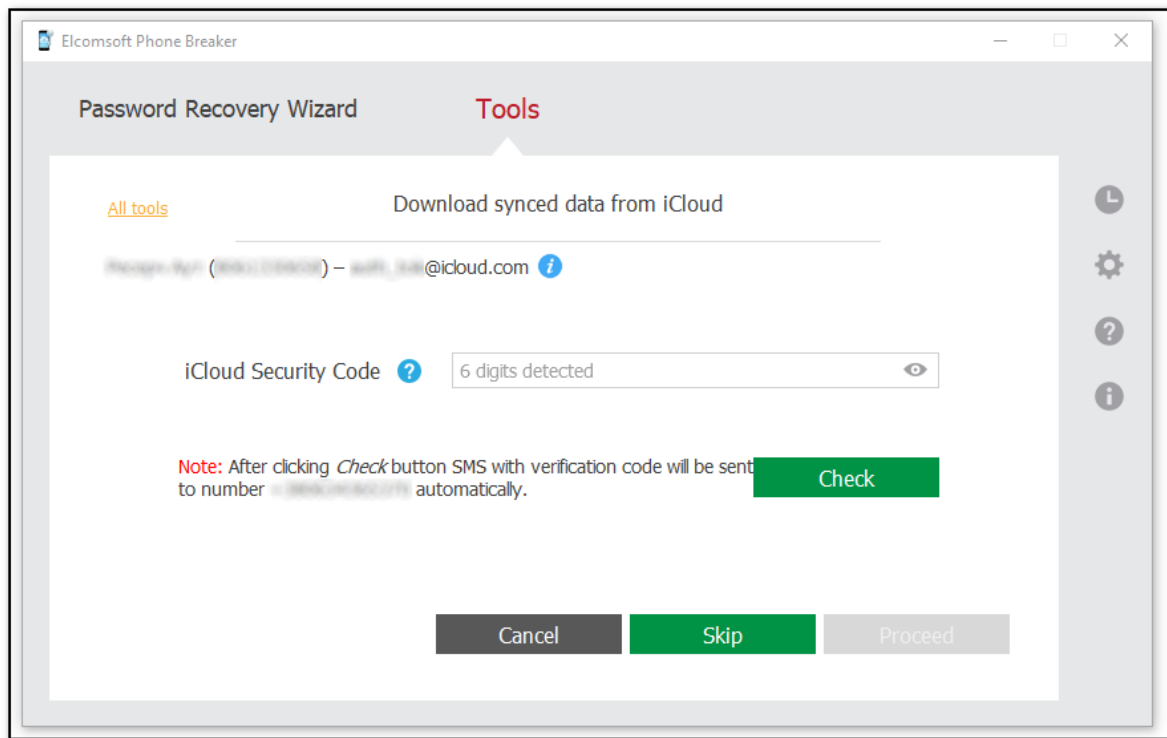 Elcomsoft Phone Breaker
Password Recovery Wizard Tools
All tools
Download synced data from iCloud
( ) – @icloud.com i
iCloud Security Code ? 6 digits detected
Note: After clicking Check button SMS with verification code will be sent
to number automatically.
Check
Cancel Skip Proceed